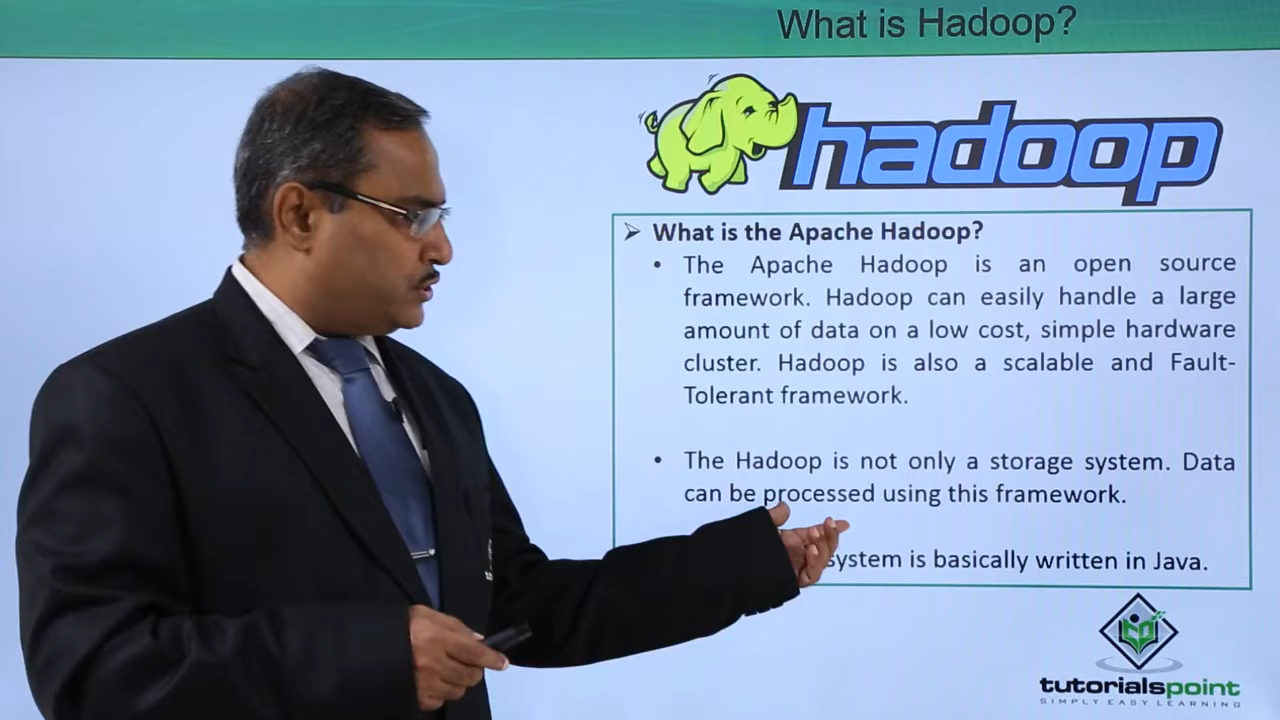 What is Hadoop?
hadoop
➤ What is the Apache Hadoop?
• The Apache Hadoop is an open source
framework. Hadoop can easily handle a large
amount of data on a low cost, simple hardware
cluster. Hadoop is also a scalable and Fault-
Tolerant framework.
• The Hadoop is not only a storage system. Data
can be processed using this framework.
system is basically written in Java.
tutorialspoint
SIMPLY EASY LEARNING